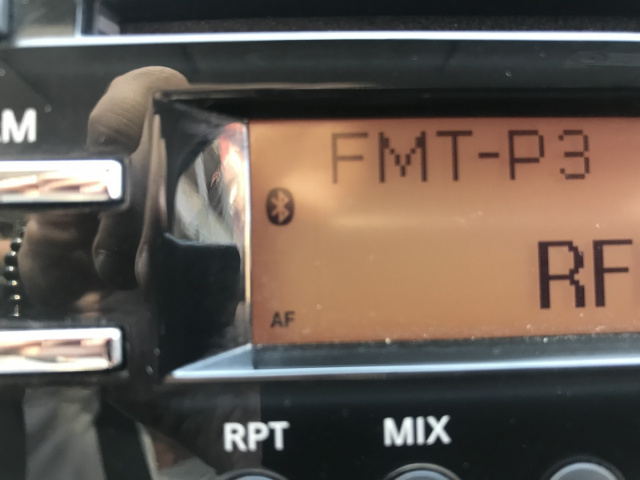 FMT-P3
RF
AF
RPT MIX